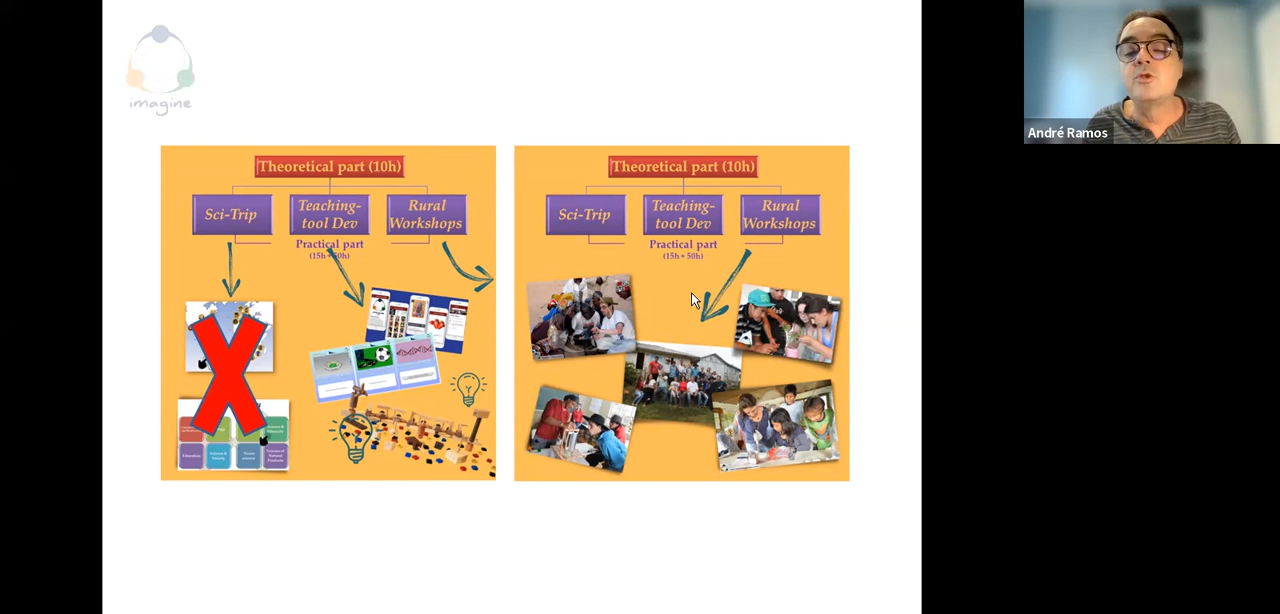 imagine
Theoretical part (10h)
Sci-Trip
Teaching-
tool Dev
Rural
Workshops
Practical part
(15h + 50h)
Education
Theoretical part (10h)
Sci-Trip
Teaching-
tool Dev
Rural
Workshops
Practical part
(15h + 50h)
André Ramos